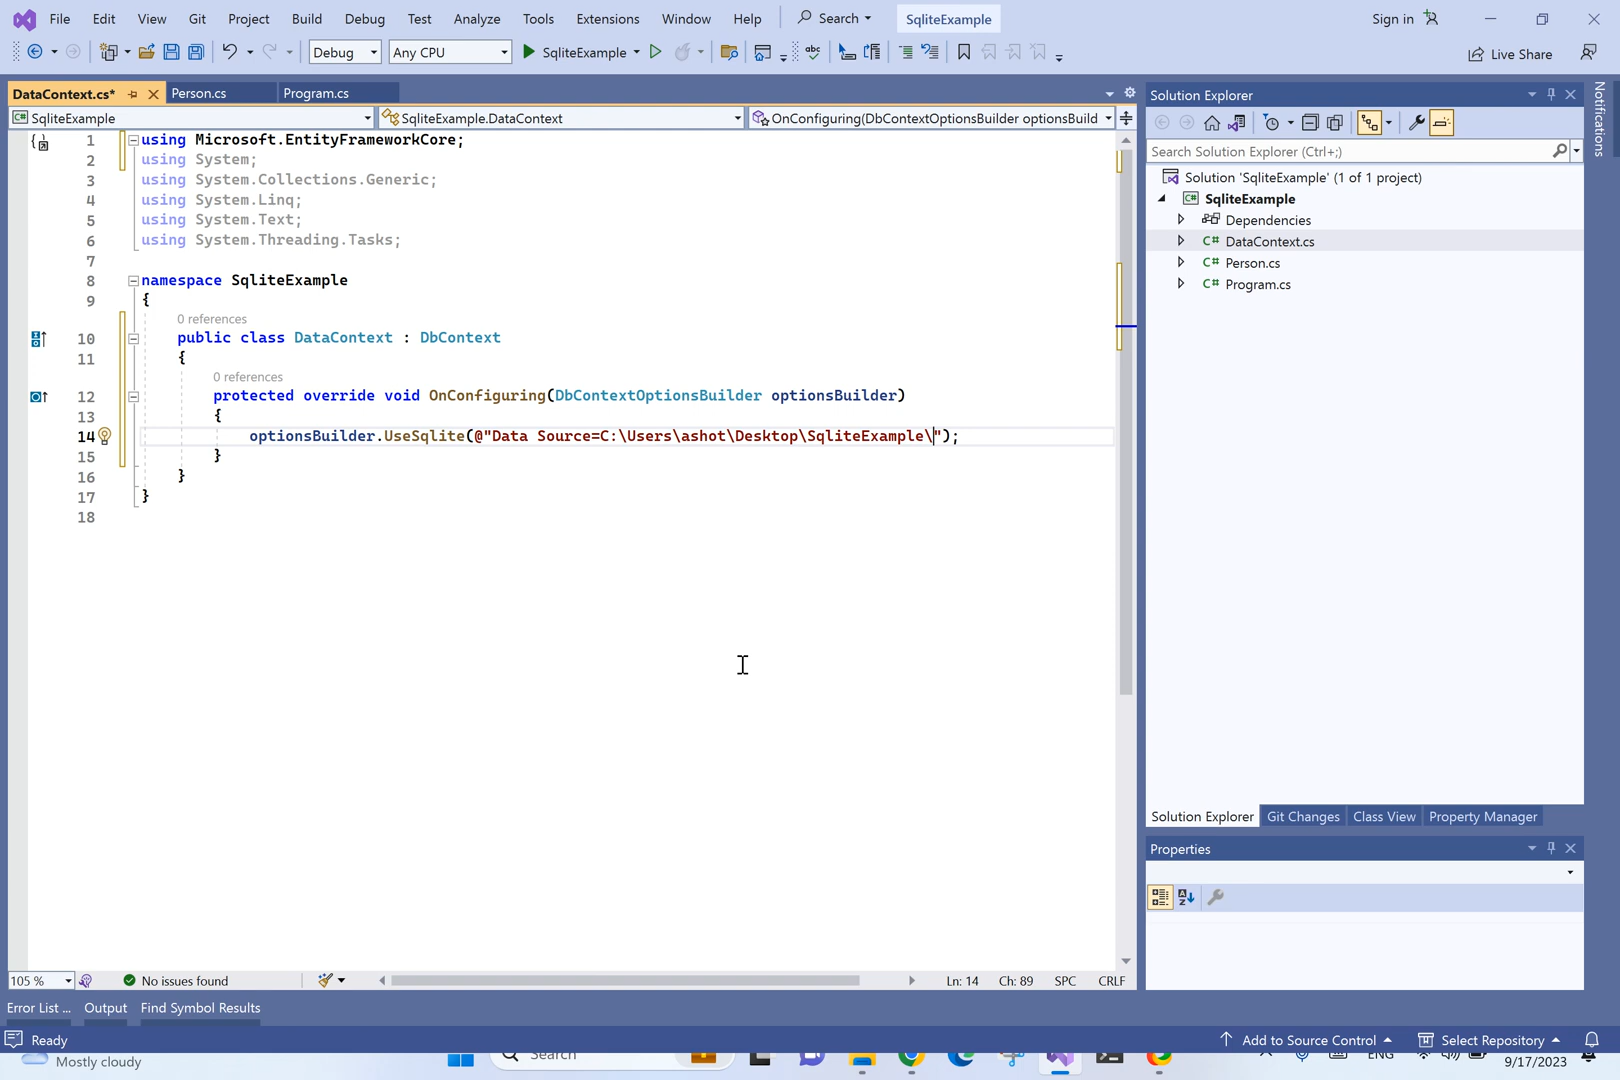 File Edit View Git Project Build Debug Test Analyze Tools Extensions Window Help Search SqliteExample Sign in
Debug Any CPU SqliteExample Live Share
DataContext.cs* Person.cs Program.cs
SqliteExample SqliteExample.DataContext OnConfiguring(DbContextOptionsBuilder optionsBuild
1 using Microsoft.EntityFrameworkCore;
2 using System;
3 using System.Collections.Generic;
4 using System.Linq;
5 using System.Text;
6 using System.Threading.Tasks;
7
8 namespace SqliteExample
9 {
0 references
10 public class DataContext : DbContext
11 {
0 references
12 protected override void OnConfiguring(DbContextOptionsBuilder optionsBuilder)
13 {
14 optionsBuilder.UseSqlite(@"Data Source=C:\Users\ashot\Desktop\SqliteExample\");
15 }
16 }
17 }
18
105 % No issues found Ln: 14 Ch: 89 SPC CRLF
Error List ... Output Find Symbol Results
Solution Explorer
Search Solution Explorer (Ctrl+;)
Solution 'SqliteExample' (1 of 1 project)
C# SqliteExample
Dependencies
C# DataContext.cs
C# Person.cs
C# Program.cs
Solution Explorer Git Changes Class View Property Manager
Properties
Notifications
Ready Add to Source Control Select Repository
Mostly cloudy Search ENG 9/17/2023